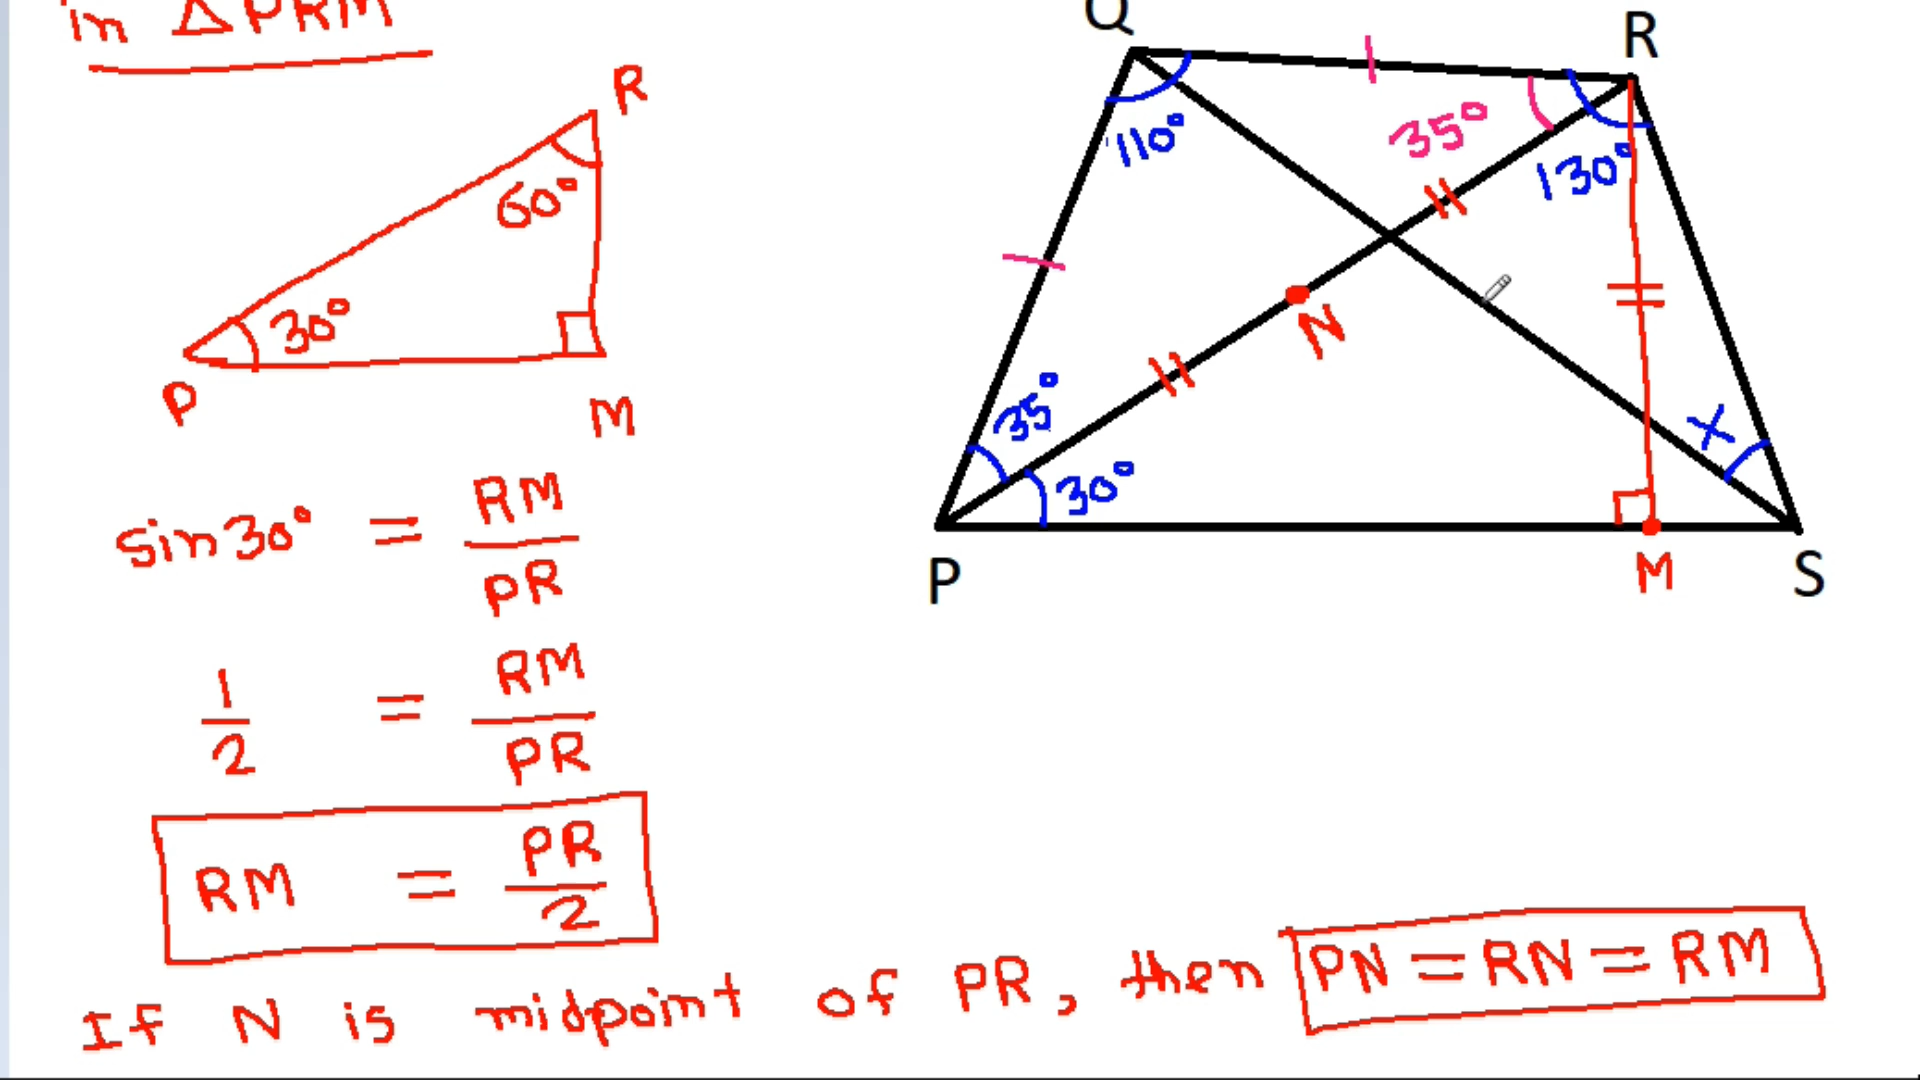 in △PRM
R
60°
30°
P
M
sin30° = RM/PR
1/2 = RM/PR
RM = PR/2
If N is midpoint of PR, then PN = RN = RM
Q
R
110°
35°
130°
N
35°
30°
x
P
M
S